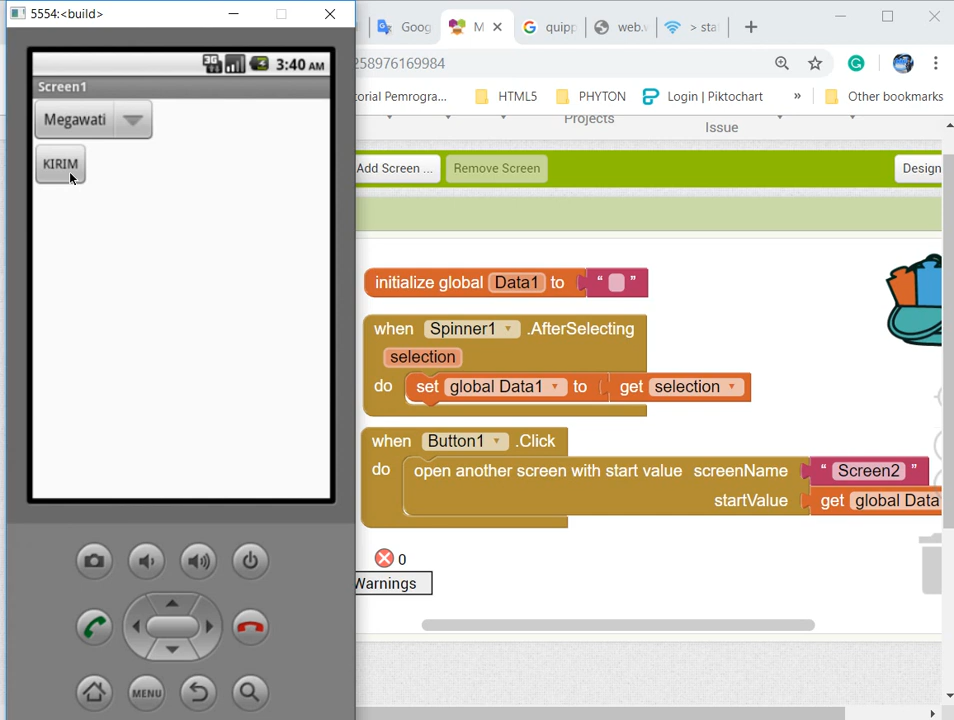 5554:<build>
Goog
M
quipp
web.
> sta
258976169984
torial Pemrogra...
HTML5
PHYTON
Login | Piktochart
»
Other bookmarks
Projects
Issue
3G
3:40 AM
Screen1
Megawati
KIRIM
Add Screen ...
Remove Screen
Design
initialize global Data1 to " "
when Spinner1 .AfterSelecting
selection
do set global Data1 to get selection
when Button1 .Click
do open another screen with start value screenName " Screen2 "
startValue get global Data
0
Warnings
MENU